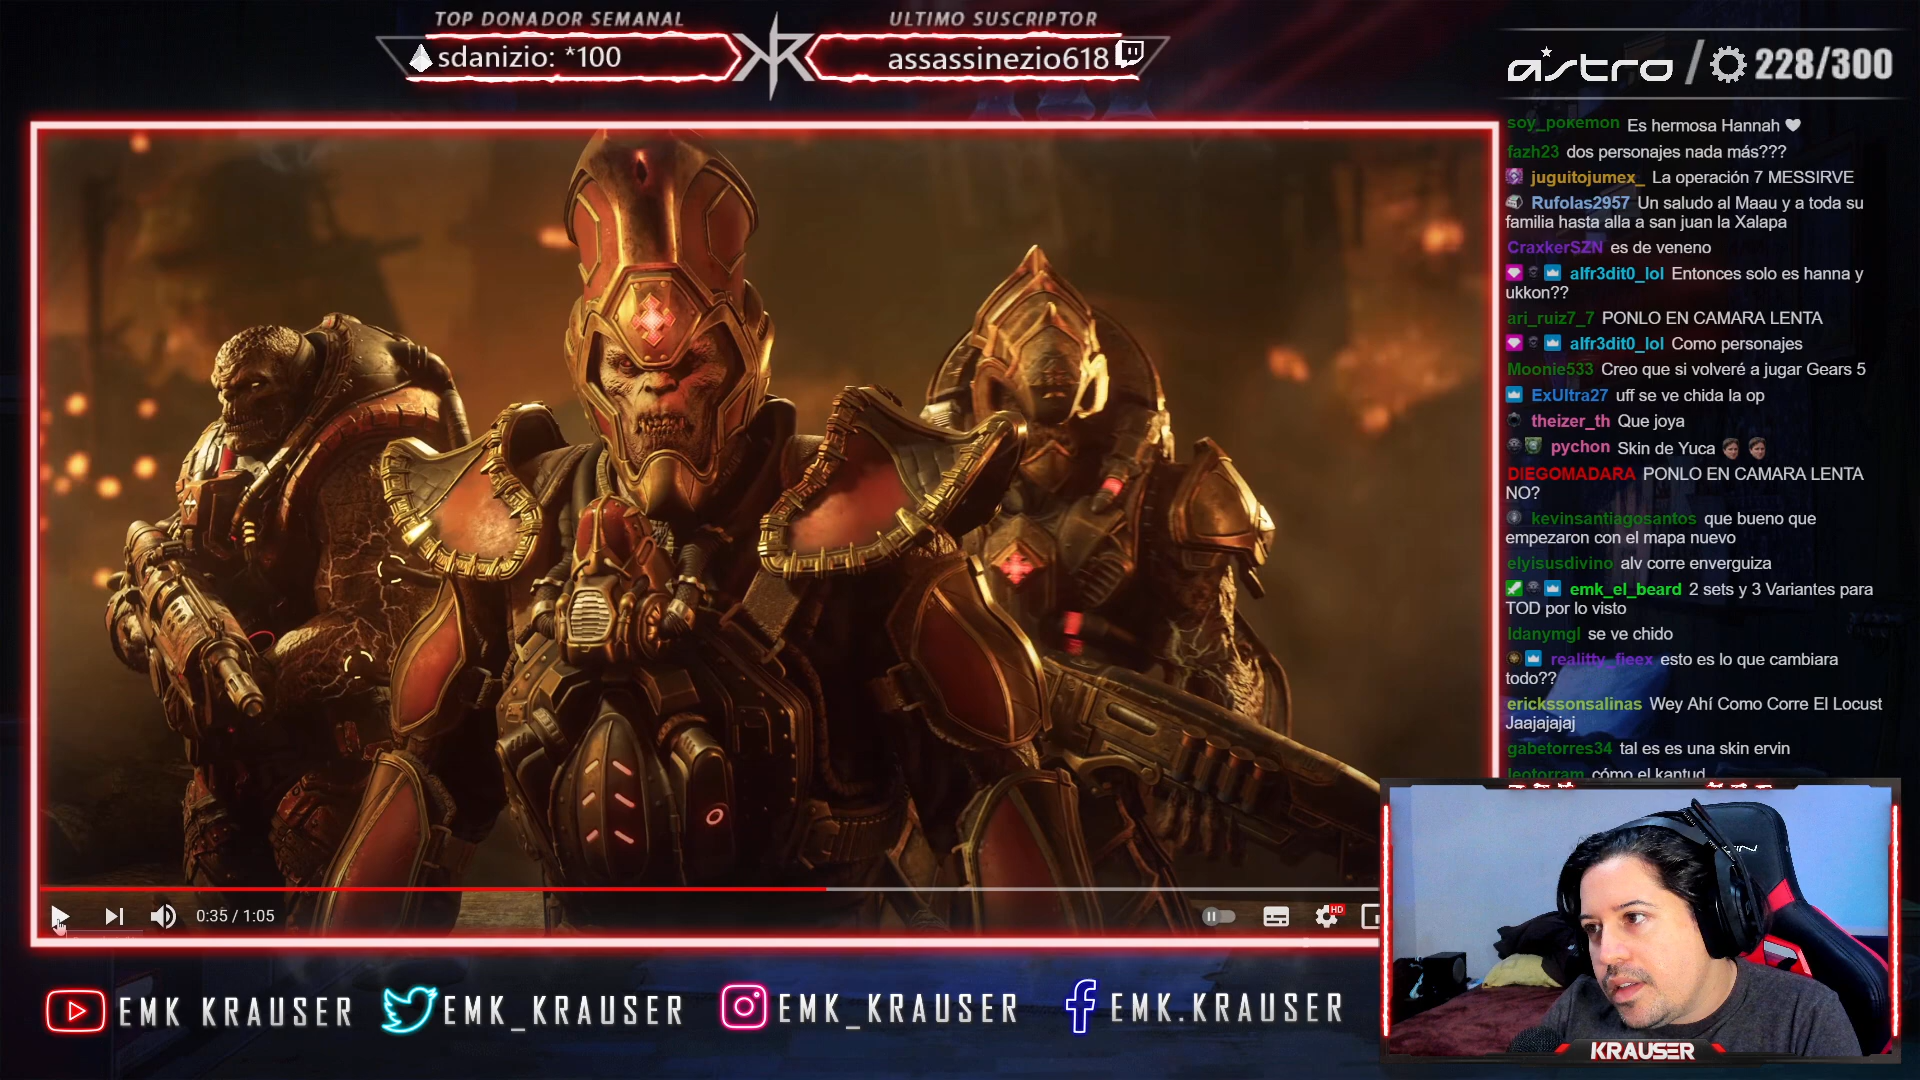 TOP DONADOR SEMANAL
sdanizio: *100
ULTIMO SUSCRIPTOR
assassinezio618
astro / 228/300
soy_pokemon Es hermosa Hannah
fazh23 dos personajes nada más???
juguitojumex_ La operación 7 MESSIRVE
Rufolas2957 Un saludo al Maau y a toda su
familia hasta alla a san juan la Xalapa
CraxkerSZN es de veneno
alfr3dit0_lol Entonces solo es hanna y
ukkon??
ari_ruiz7_7 PONLO EN CAMARA LENTA
alfr3dit0_lol Como personajes
Moonie533 Creo que si volveré a jugar Gears 5
ExUltra27 uff se ve chida la op
theizer_th Que joya
pychon Skin de Yuca
DIEGOMADARA PONLO EN CAMARA LENTA
NO?
kevinsantiagosantos que bueno que
empezaron con el mapa nuevo
elyisusdivino alv corre enverguiza
emk_el_beard 2 sets y 3 Variantes para
TOD por lo visto
ldanymgl se ve chido
realitty_fieex esto es lo que cambiara
todo??
erickssonsalinas Wey Ahí Como Corre El Locust
Jaajajajaj
gabetorres34 tal es es una skin ervin
leotorram cómo el kantud
0:35 / 1:05
HD
EMK KRAUSER
EMK_KRAUSER
EMK_KRAUSER
EMK.KRAUSER
KRAUSER